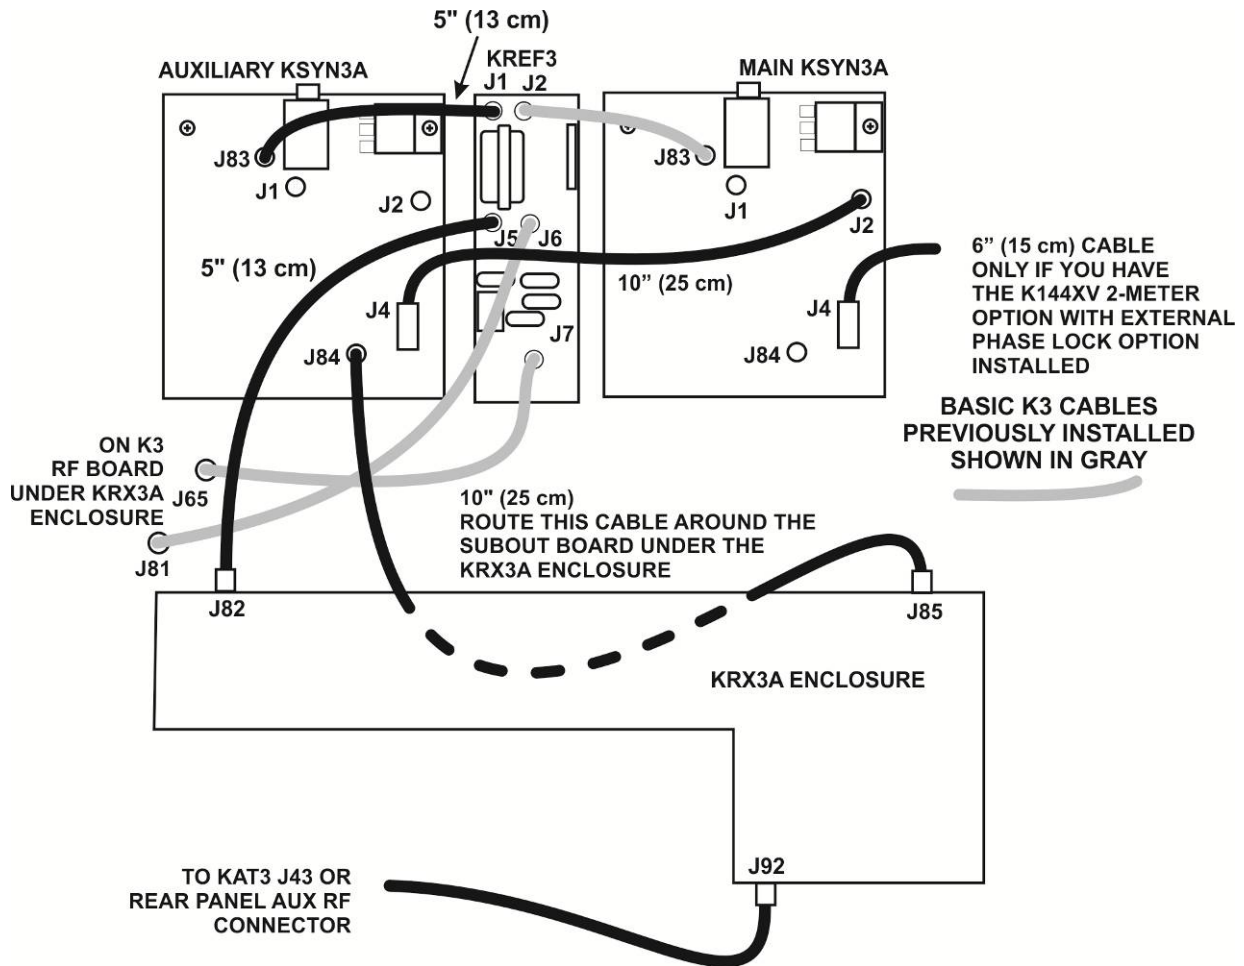 5" (13 cm)
KREF3
AUXILIARY KSYN3A
MAIN KSYN3A
J1 J2
J83
J83
J1
J2
J1
J2
J5 J6
5" (13 cm)
10” (25 cm)
J4
J7
J84
J4
J84
6” (15 cm) CABLE
ONLY IF YOU HAVE
THE K144XV 2-METER
OPTION WITH EXTERNAL
PHASE LOCK OPTION
INSTALLED
BASIC K3 CABLES
PREVIOUSLY INSTALLED
SHOWN IN GRAY
ON K3
RF BOARD
UNDER KRX3A
ENCLOSURE
J65
J81
10" (25 cm)
ROUTE THIS CABLE AROUND THE
SUBOUT BOARD UNDER THE
KRX3A ENCLOSURE
J82
J85
KRX3A ENCLOSURE
J92
TO KAT3 J43 OR
REAR PANEL AUX RF
CONNECTOR